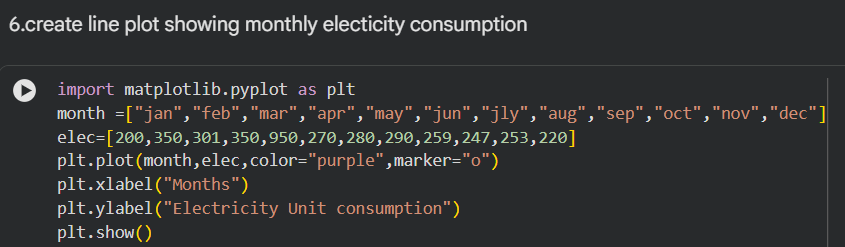 6.create line plot showing monthly electicity consumption
import matplotlib.pyplot as plt
month =["jan","feb","mar","apr","may","jun","jly","aug","sep","oct","nov","dec"]
elec=[200,350,301,350,950,270,280,290,259,247,253,220]
plt.plot(month,elec,color="purple",marker="o")
plt.xlabel("Months")
plt.ylabel("Electricity Unit consumption")
plt.show()